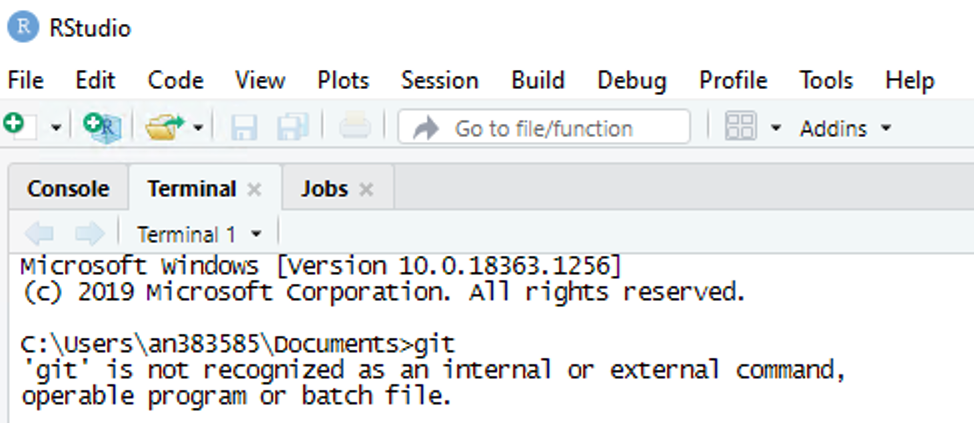 RStudio
File Edit Code View Plots Session Build Debug Profile Tools Help
Go to file/function Addins
Console Terminal Jobs
Terminal 1
Microsoft Windows [Version 10.0.18363.1256]
(c) 2019 Microsoft Corporation. All rights reserved.
C:\Users\an383585\Documents>git
'git' is not recognized as an internal or external command,
operable program or batch file.